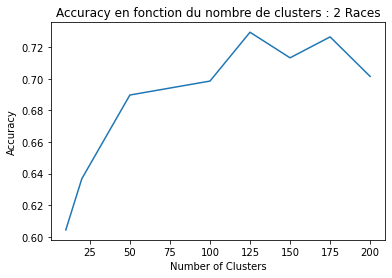 Accuracy en fonction du nombre de clusters : 2 Races
0.72
0.70
0.68
0.66
0.64
0.62
0.60
Accuracy
25 50 75 100 125 150 175 200
Number of Clusters